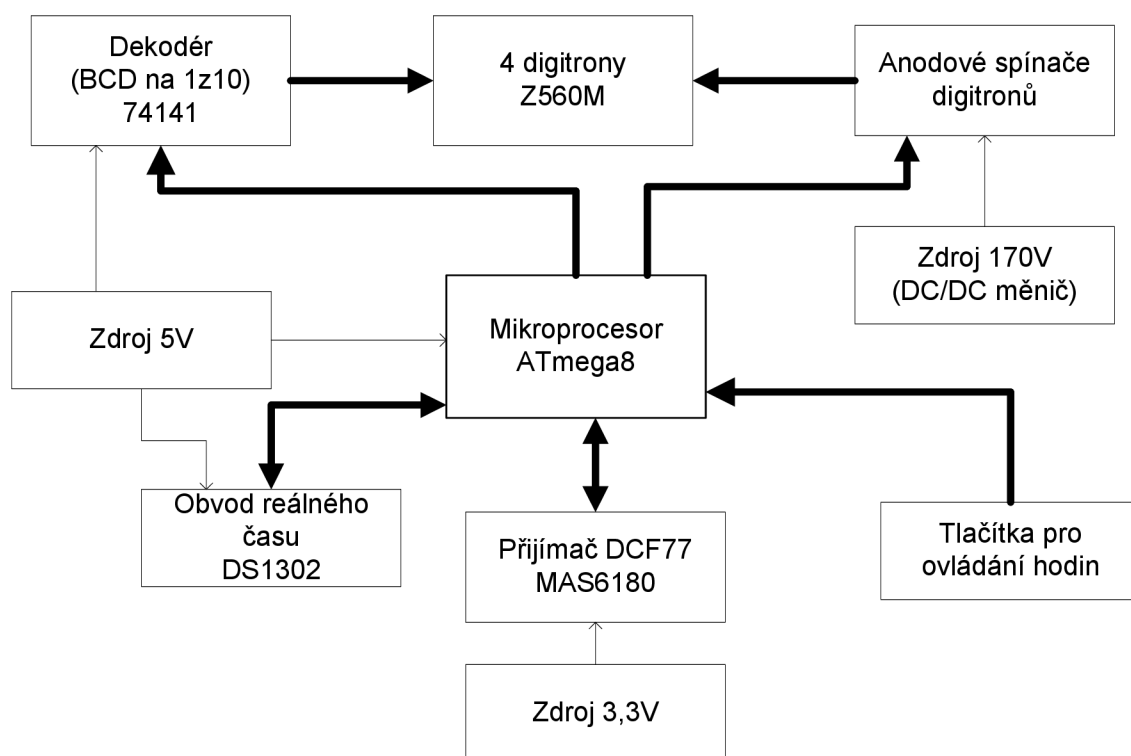 Dekodér
(BCD na 1z10)
74141
4 digitrony
Z560M
Anodové spínače
digitronů
Zdroj 170V
(DC/DC měnič)
Zdroj 5V
Mikroprocesor
ATmega8
Obvod reálného
času
DS1302
Přijímač DCF77
MAS6180
Tlačítka pro
ovládání hodin
Zdroj 3,3V